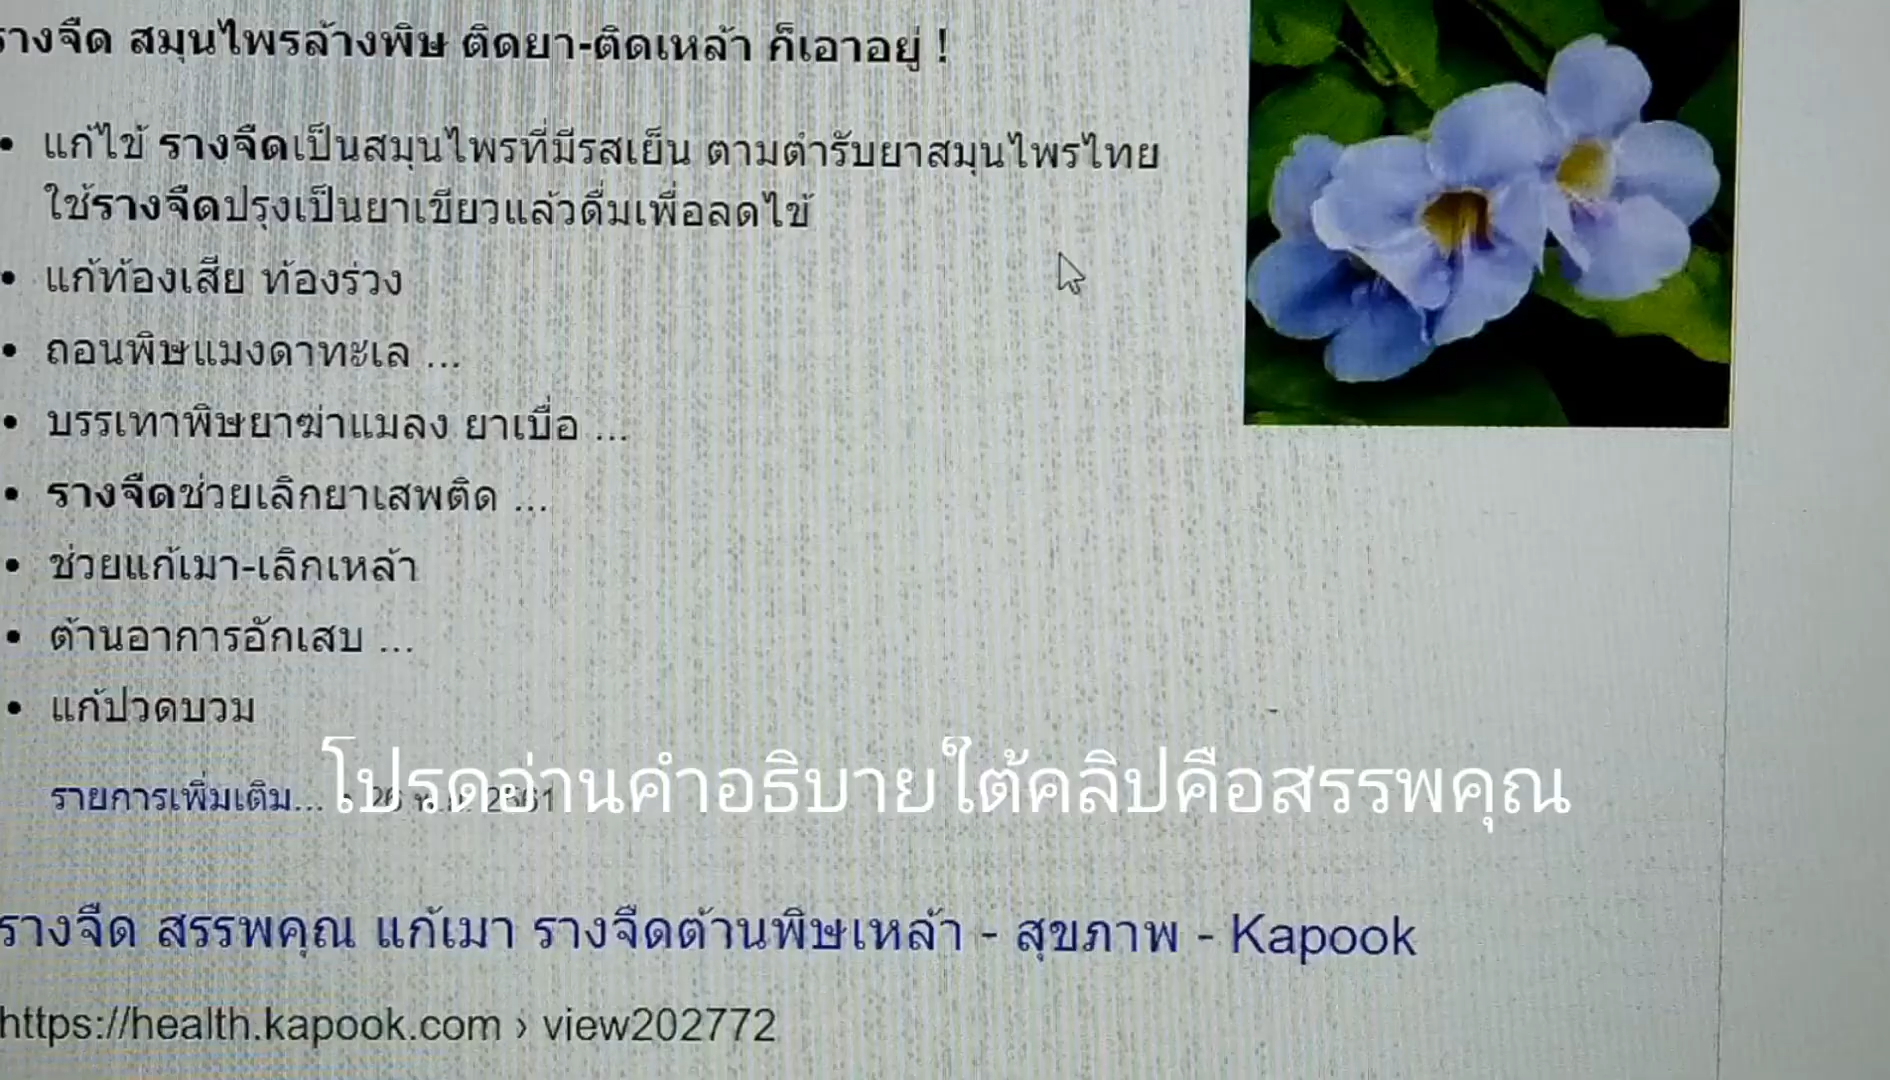 รางจืด สมุนไพรล้างพิษ ติดยา-ติดเหล้า ก็เอาอยู่ !
• แก้ไข้ รางจืดเป็นสมุนไพรที่มีรสเย็น ตามตำรับยาสมุนไพรไทย
ใช้รางจืดปรุงเป็นยาเขียวแล้วดื่มเพื่อลดไข้
• แก้ท้องเสีย ท้องร่วง
• ถอนพิษแมงดาทะเล ...
• บรรเทาพิษยาฆ่าแมลง ยาเบื่อ ...
• รางจืดช่วยเลิกยาเสพติด ...
• ช่วยแก้เมา-เลิกเหล้า
• ต้านอาการอักเสบ ...
• แก้ปวดบวม
โปรดอ่านคำอธิบายใต้คลิปคือสรรพคุณ
รายการเพิ่มเติม...
รางจืด สรรพคุณ แก้เมา รางจืดต้านพิษเหล้า - สุขภาพ - Kapook
https://health.kapook.com › view202772